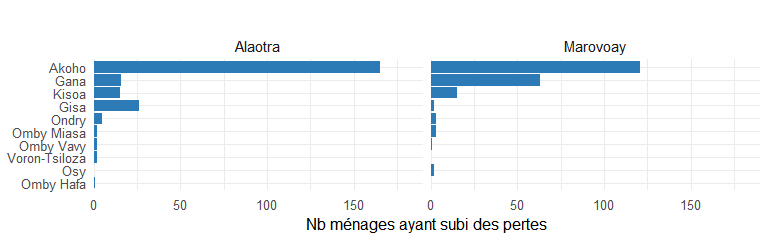 Alaotra Marovoay
Akoho
Gana
Kisoa
Gisa
Ondry
Omby Miasa
Omby Vavy
Voron-Tsiloza
Osy
Omby Hafa
0 50 100 150 0 50 100 150
Nb ménages ayant subi des pertes